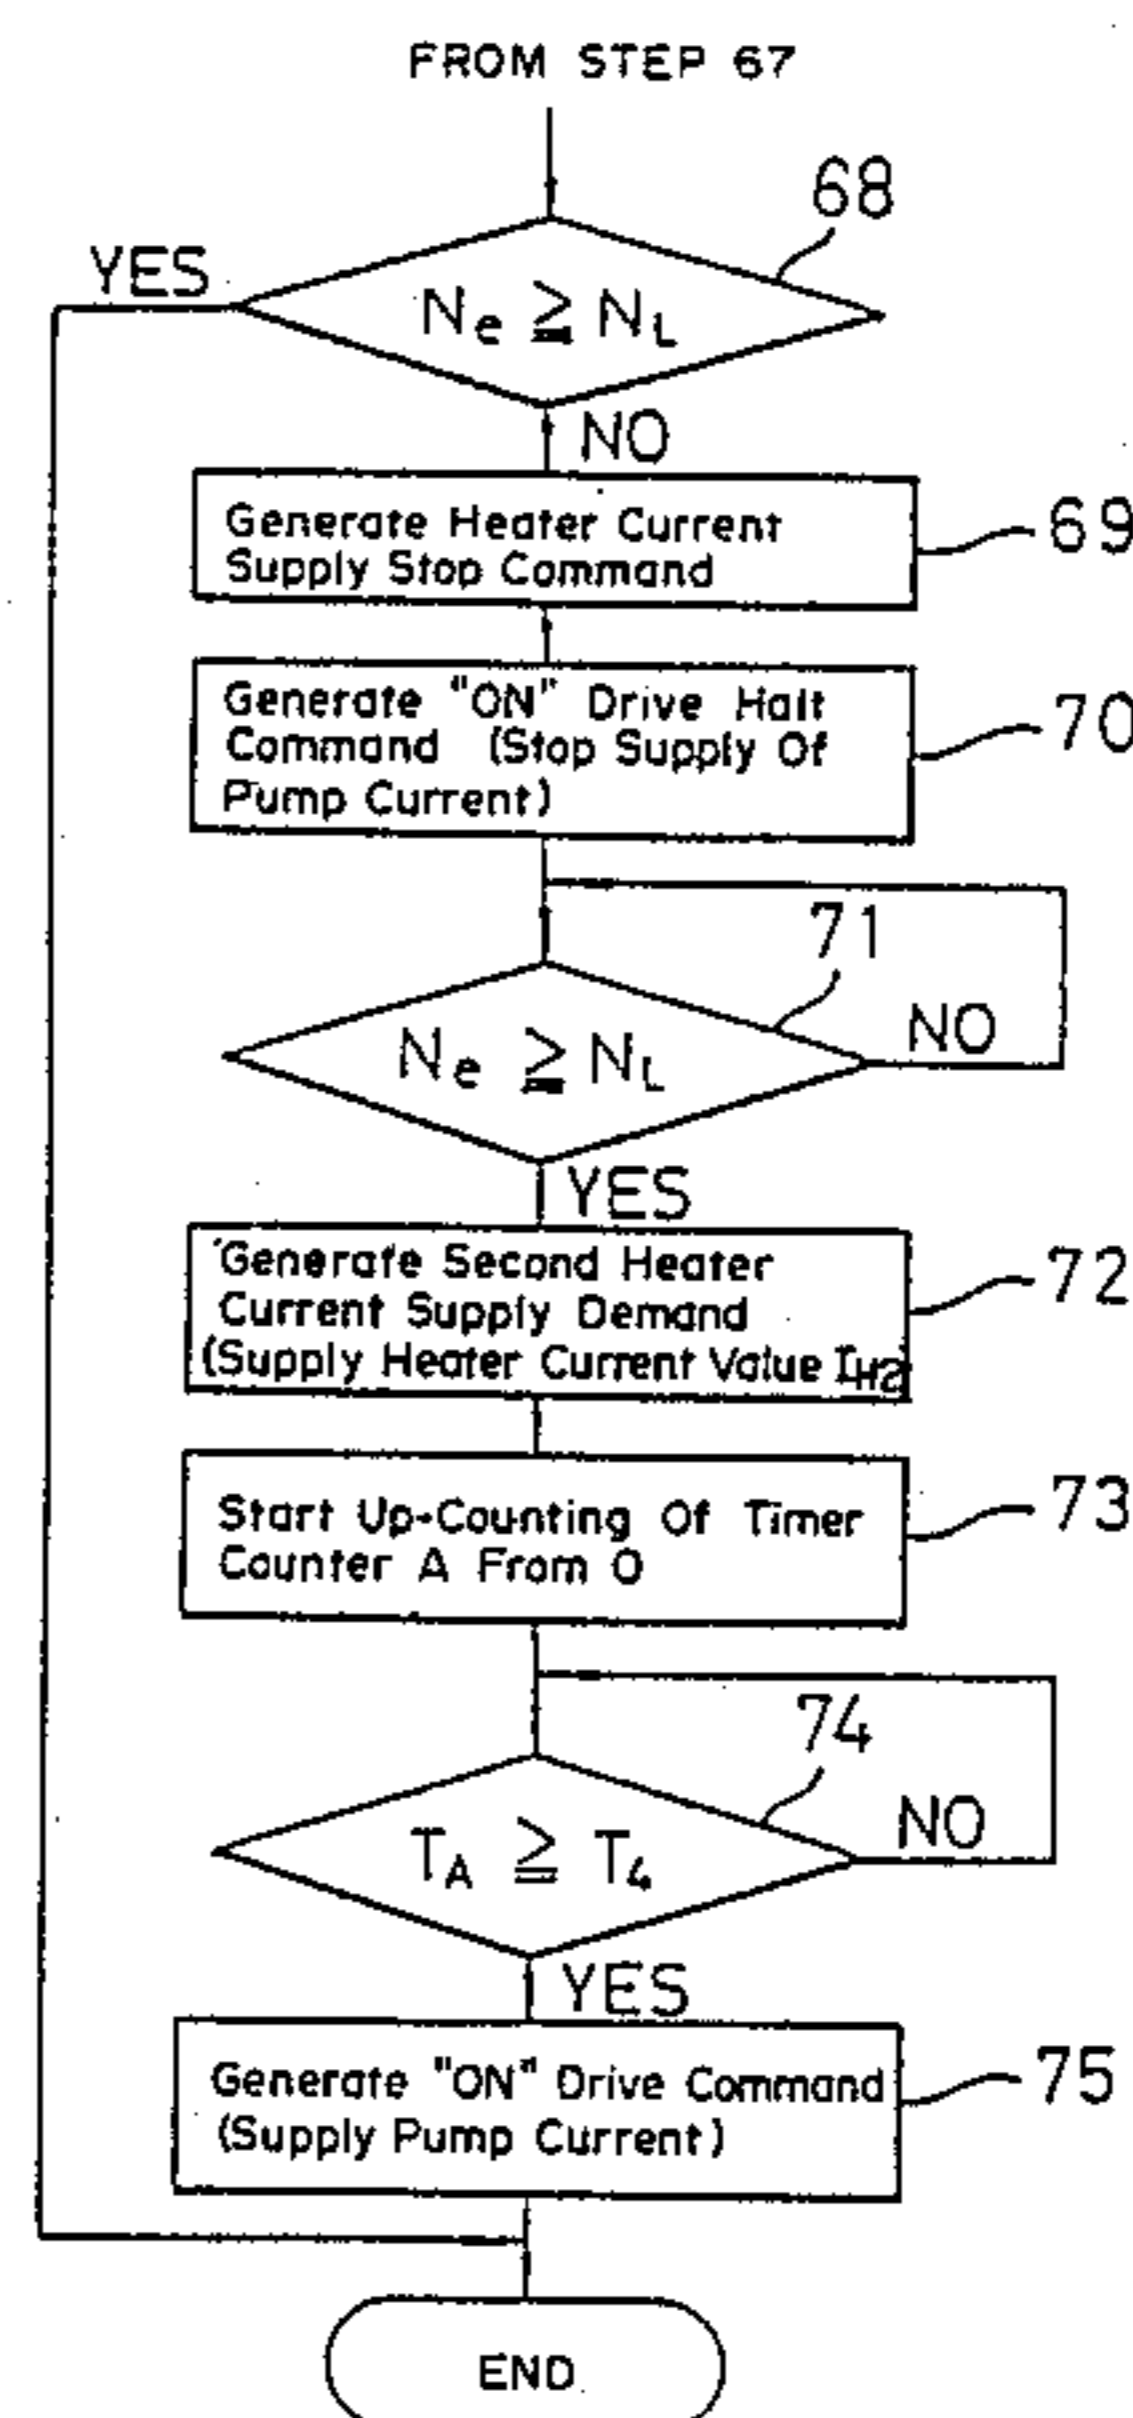 FROM STEP 67
68
YES
Ne ≧ NL
NO
Generate Heater Current
Supply Stop Command
69
Generate "ON" Drive Halt
Command (Stop Supply Of
Pump Current)
70
71
Ne ≧ NL
NO
YES
Generate Second Heater
Current Supply Demand
(Supply Heater Current Value IH2)
72
Start Up-Counting Of Timer
Counter A From 0
73
74
TA ≧ T4
NO
YES
Generate "ON" Drive Command
(Supply Pump Current)
75
END